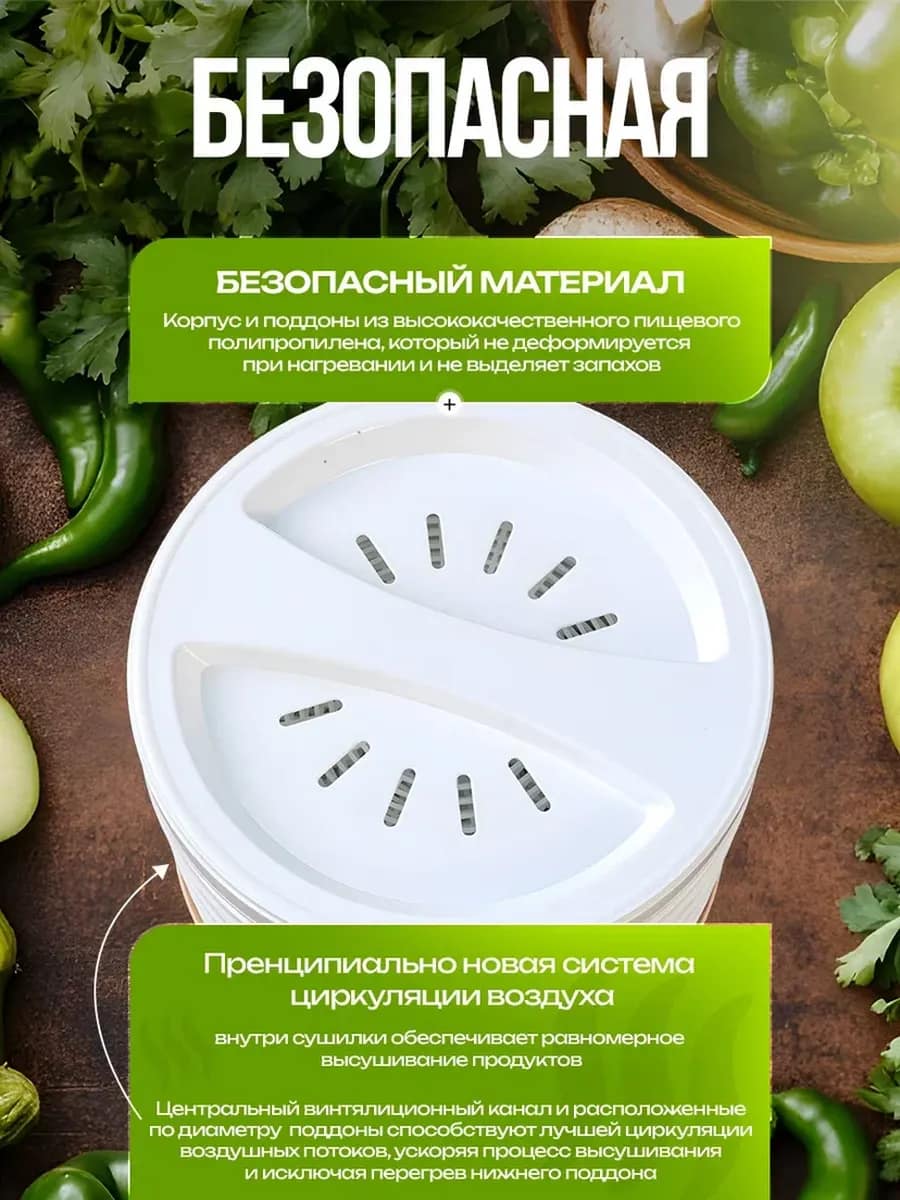 БЕЗОПАСНАЯ
БЕЗОПАСНЫЙ МАТЕРИАЛ
Корпус и поддоны из высококачественного пищевого
полипропилена, который не деформируется
при нагревании и не выделяет запахов
+
Пренципиально новая система
циркуляции воздуха
внутри сушилки обеспечивает равномерное
высушивание продуктов
Центральный винтялиционный канал и расположенные
по диаметру поддоны способствуют лучшей циркуляции
воздушных потоков, ускоряя процесс высушивания
и исключая перегрев нижнего поддона